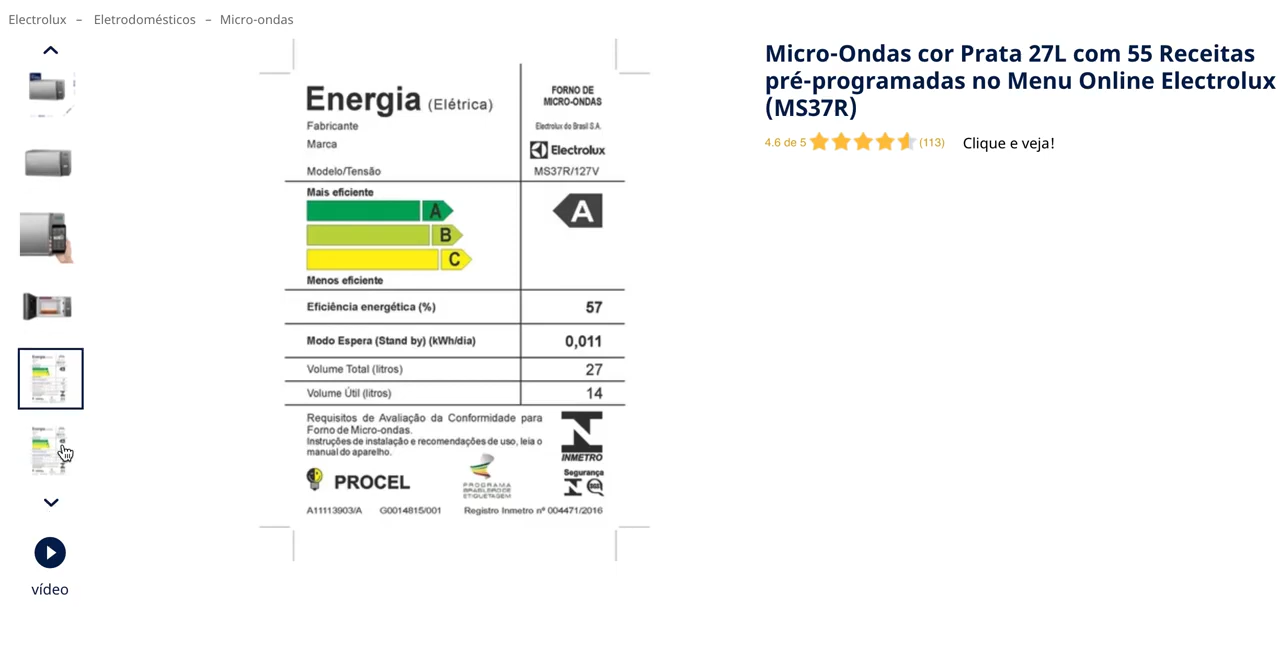 Electrolux – Eletrodomésticos – Micro-ondas
Micro-Ondas cor Prata 27L com 55 Receitas
pré-programadas no Menu Online Electrolux
(MS37R)
4.6 de 5 (113) Clique e veja!
Energia (Elétrica)
FORNO DE
MICRO-ONDAS
Fabricante Electrolux do Brasil S.A.
Marca Electrolux
Modelo/Tensão MS37R/127V
Mais eficiente
A A
B
C
Menos eficiente
Eficiência energética (%) 57
Modo Espera (Stand by) (kWh/dia) 0,011
Volume Total (litros) 27
Volume Útil (litros) 14
Requisitos de Avaliação da Conformidade para
Forno de Micro-ondas.
Instruções de instalação e recomendações de uso, leia o
manual do aparelho.
INMETRO
Segurança
PROCEL
PROGRAMA
BRASILEIRO DE
ETIQUETAGEM
A11113903/A G0014815/001 Registro Inmetro nº 004471/2016
vídeo